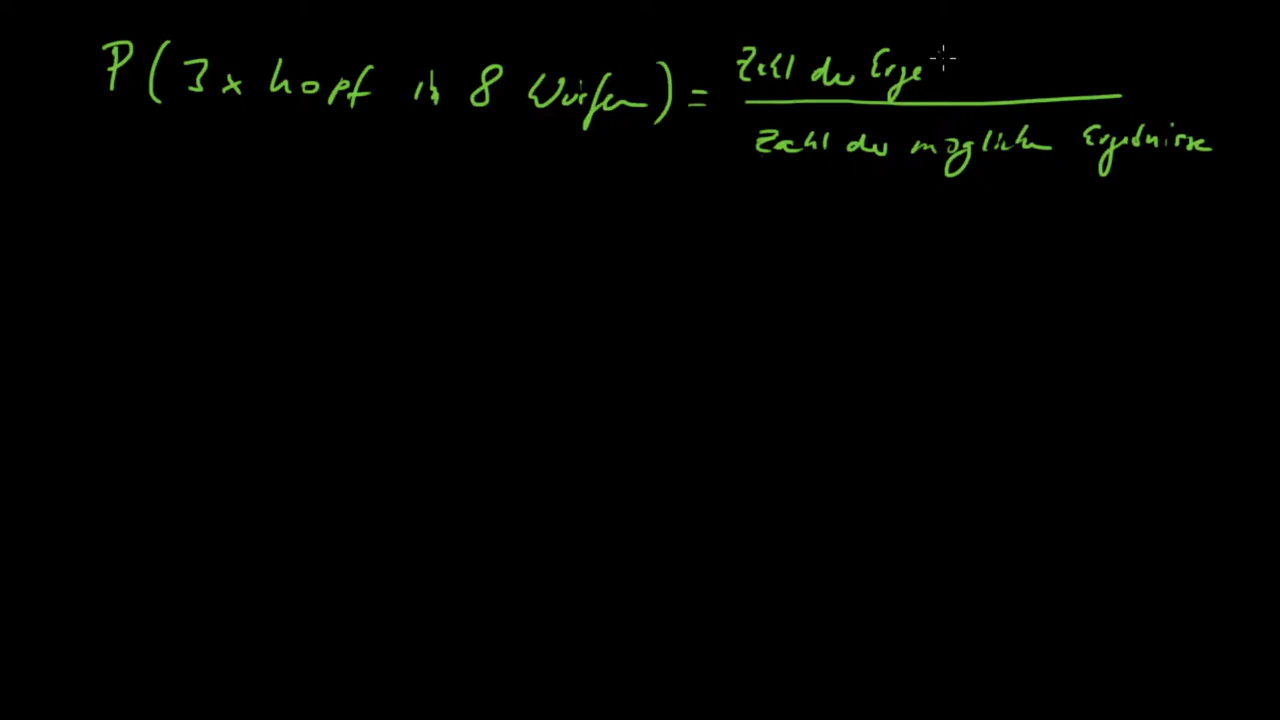 P(3x Kopf in 8 Würfen) = Zahl der Erge
Zahl der möglichen Ergebnisse